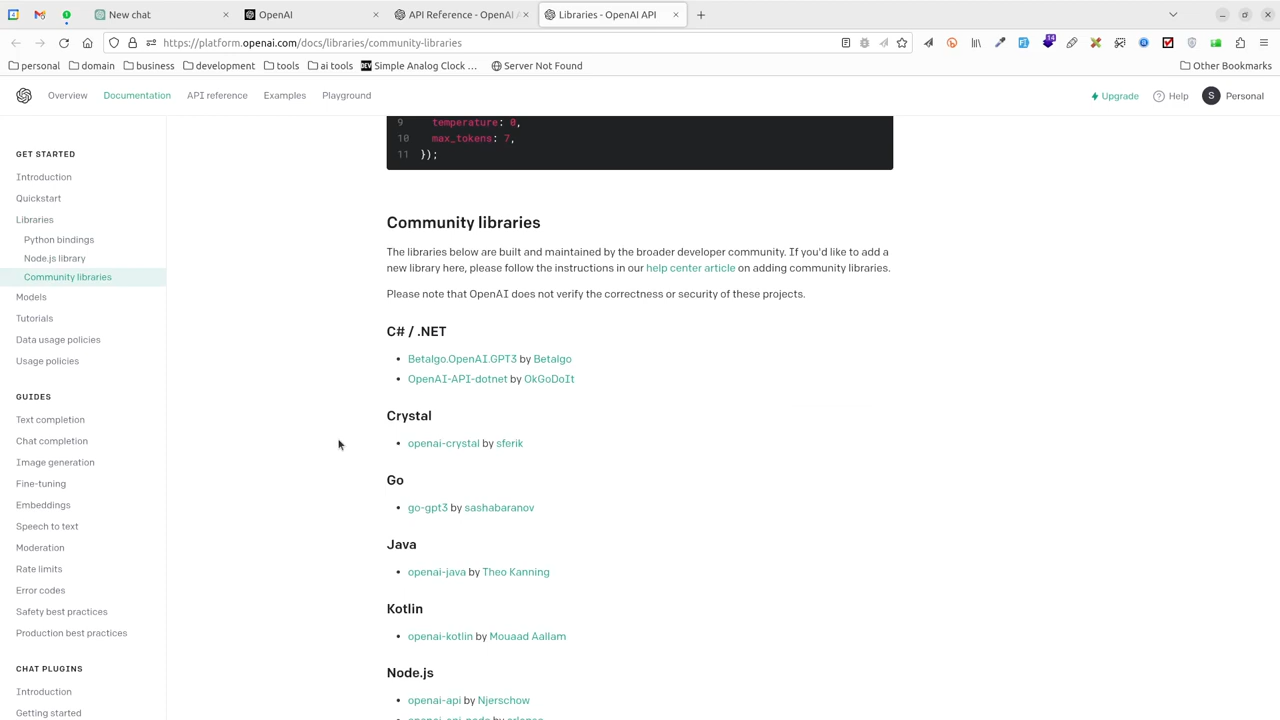 New chat
OpenAI
API Reference - OpenAI A
Libraries - OpenAI API
https://platform.openai.com/docs/libraries/community-libraries
14
personal
domain
business
development
tools
ai tools
DEV Simple Analog Clock ...
Server Not Found
Other Bookmarks
Overview
Documentation
API reference
Examples
Playground
Upgrade
Help
S Personal
GET STARTED
Introduction
Quickstart
Libraries
Python bindings
Node.js library
Community libraries
Models
Tutorials
Data usage policies
Usage policies
GUIDES
Text completion
Chat completion
Image generation
Fine-tuning
Embeddings
Speech to text
Moderation
Rate limits
Error codes
Safety best practices
Production best practices
CHAT PLUGINS
Introduction
Getting started
9 temperature: 0,
10 max_tokens: 7,
11 });
Community libraries
The libraries below are built and maintained by the broader developer community. If you'd like to add a
new library here, please follow the instructions in our help center article on adding community libraries.
Please note that OpenAI does not verify the correctness or security of these projects.
C# / .NET
• Betalgo.OpenAI.GPT3 by Betalgo
• OpenAI-API-dotnet by OkGoDoIt
Crystal
• openai-crystal by sferik
Go
• go-gpt3 by sashabaranov
Java
• openai-java by Theo Kanning
Kotlin
• openai-kotlin by Mouaad Aallam
Node.js
• openai-api by Njerschow